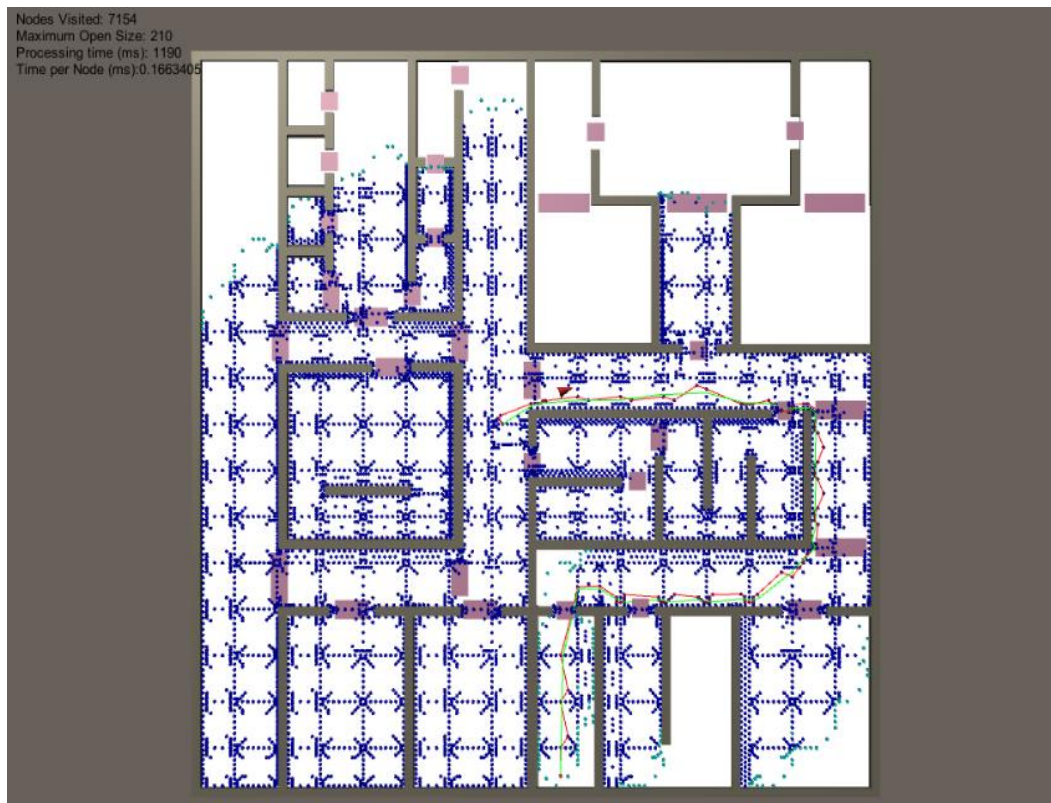 Nodes Visited: 7154
Maximum Open Size: 210
Processing time (ms): 1190
Time per Node (ms):0.1663405